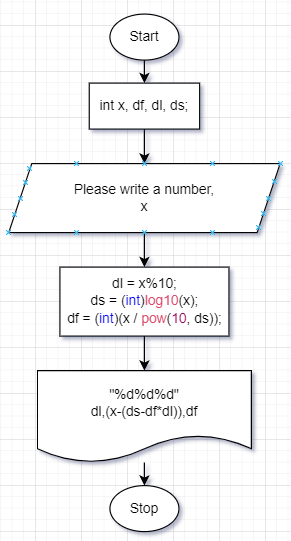 Start
int x, df, dl, ds;
Please write a number,
x
dl = x%10;
ds = (int)log10(x);
df = (int)(x / pow(10, ds));
"%d%d%d"
dl,(x-(ds-df*dl)),df
Stop